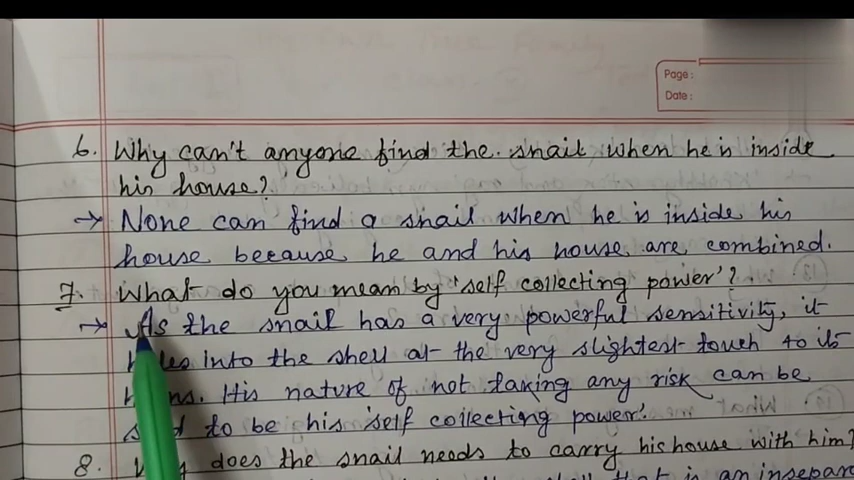 Page :
Date :
6. Why can't anyone find the snail when he is inside
his house?
→ None can find a snail when he is inside his
house because he and his house are combined.
7. What do you mean by 'self collecting power'?
→ As the snail has a very powerful sensitivity, it
into the shell at the very slightest touch to its
His nature of not taking any risk can be
to be his 'self collecting power'.
8. does the snail needs to carry his house with him?
that is an